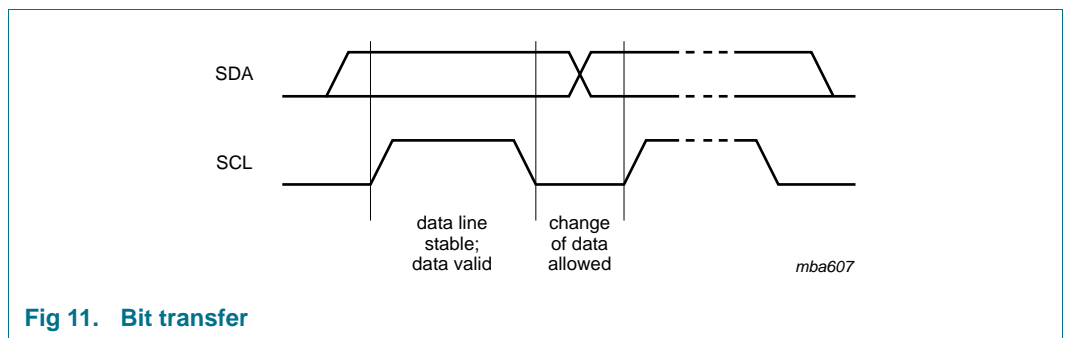 SDA
SCL
data line
stable;
data valid
change
of data
allowed
mba607
Fig 11. Bit transfer